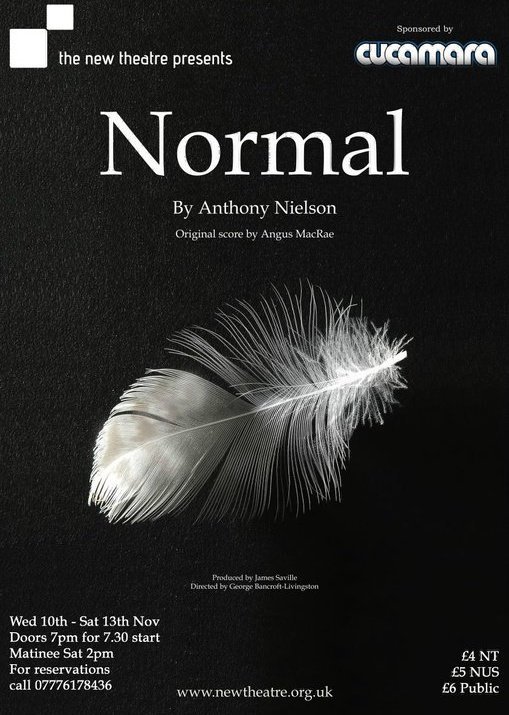 the new theatre presents
Sponsored by
cucamara
Normal
By Anthony Nielson
Original score by Angus MacRae
Produced by James Saville
Directed by George Bancroft-Livingston
Wed 10th - Sat 13th Nov
Doors 7pm for 7.30 start
Matinee Sat 2pm
For reservations
call 07776178436
www.newtheatre.org.uk
£4 NT
£5 NUS
£6 Public